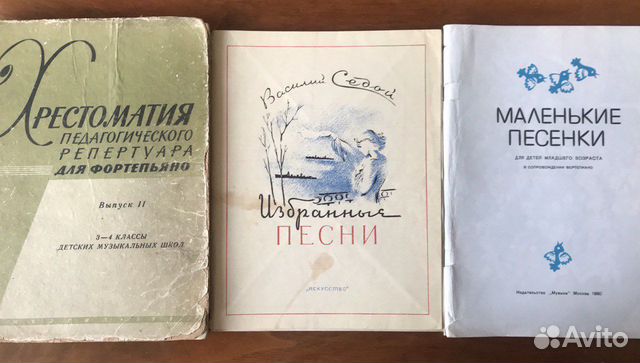 Хрестоматия
педагогического
репертуара
для фортепьяно
Выпуск II
3—4 классы
детских музыкальных школ
Василий Седой
Избранные
песни
„Искусство"
МАЛЕНЬКИЕ
ПЕСЕНКИ
ДЛЯ ДЕТЕЙ МЛАДШЕГО ВОЗРАСТА
В СОПРОВОЖДЕНИИ ФОРТЕПИАНО
Издательство „Музыка" Москва 1980
Avito